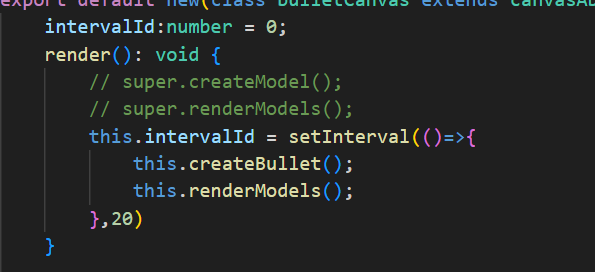 export default new(class bulletCanvas extends canvasAb
intervalId:number = 0;
render(): void {
// super.createModel();
// super.renderModels();
this.intervalId = setInterval(()=>{
this.createBullet();
this.renderModels();
},20)
}